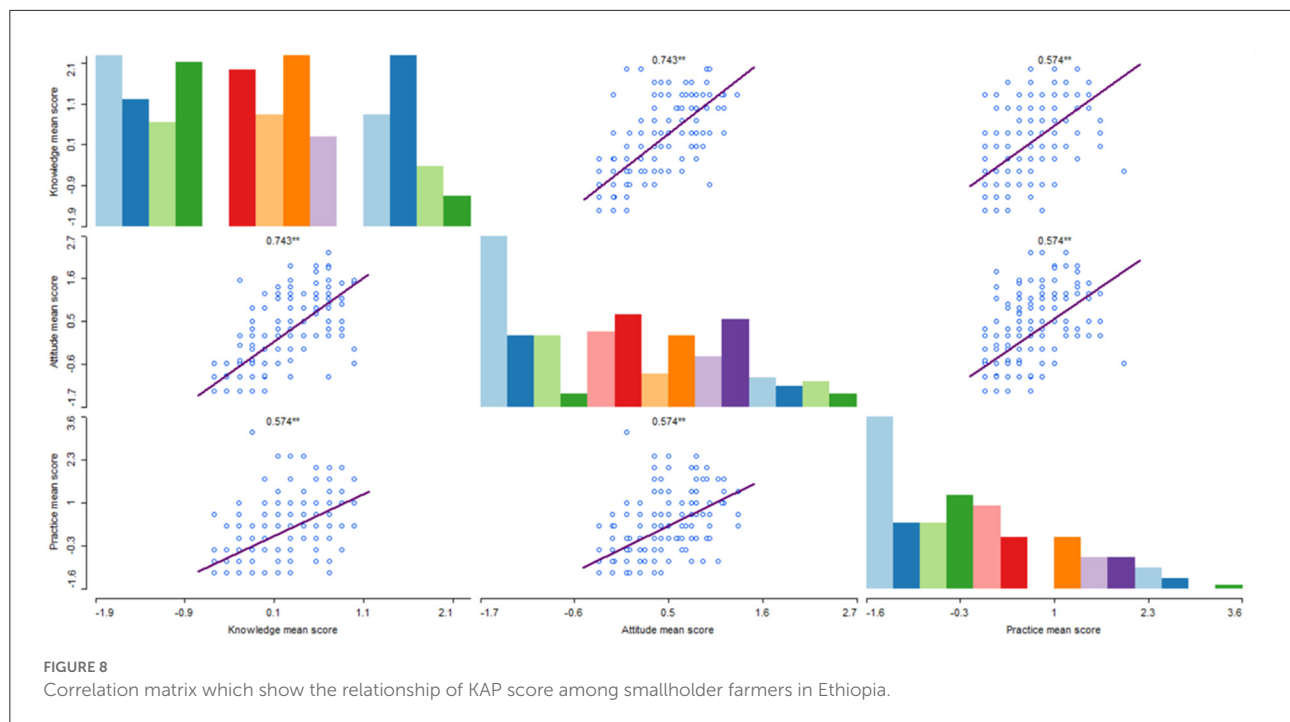 0.743**
0.574**
Knowledge mean score
-1.9 -0.9 0.1 1.1 2.1
0.743**
0.574**
Attitude mean score
-1.7 -0.6 0.5 1.6 2.7
0.574**
0.574**
Practice mean score
-1.6 -0.3 1 2.3 3.6
-1.9 -0.9 0.1 1.1 2.1 -1.7 -0.6 0.5 1.6 2.7 -1.6 -0.3 1 2.3 3.6
Knowledge mean score Attitude mean score Practice mean score
FIGURE 8
Correlation matrix which show the relationship of KAP score among smallholder farmers in Ethiopia.